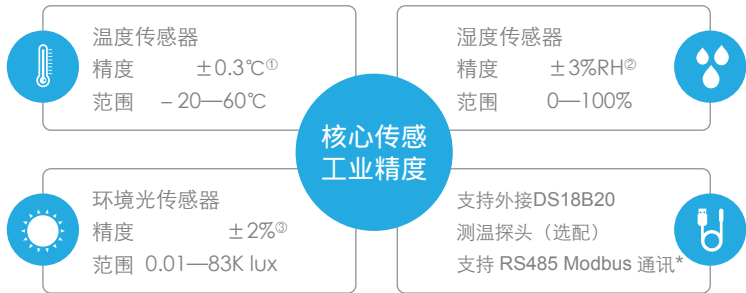 温度传感器
精度 ±0.3℃①
范围 –20—60℃
湿度传感器
精度 ±3%RH②
范围 0—100%
核心传感
工业精度
环境光传感器
精度 ±2%③
范围 0.01—83K lux
支持外接DS18B20
测温探头（选配）
支持 RS485 Modbus 通讯*